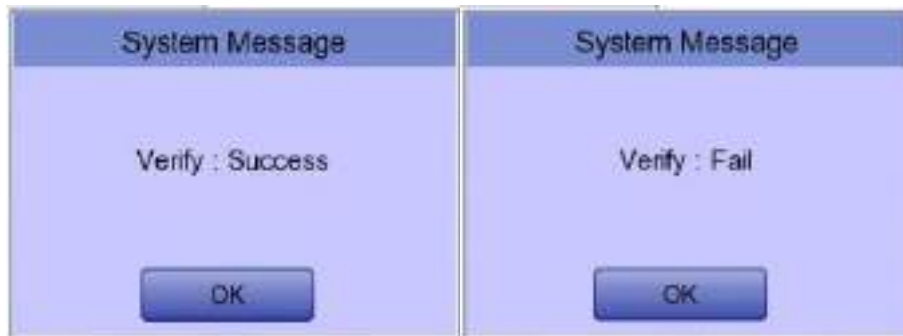 System Message
Verify : Success
OK
System Message
Verify : Fail
OK